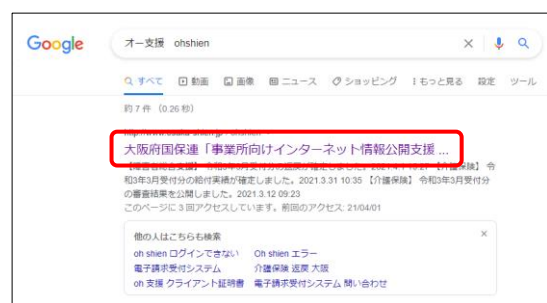 Google
オー支援 ohshien
すべて 動画 画像 ニュース ショッピング もっと見る 設定 ツール
約 7 件 （0.26 秒）
大阪府国保連「事業所向けインターネット情報公開支援 ...
和3年3月受付分の給付実績が確定しました。2021.3.31 10:35 【介護保険】 令和3年3月受付分
の審査結果を公開しました。2021.3.12 09:23
このページに 3 回アクセスしています。前回のアクセス: 21/04/01
他の人はこちらも検索
oh shien ログインできない Oh shien エラー
電子請求受付システム 介護保険 返戻 大阪
oh 支援 クライアント証明書 電子請求受付システム 問い合わせ